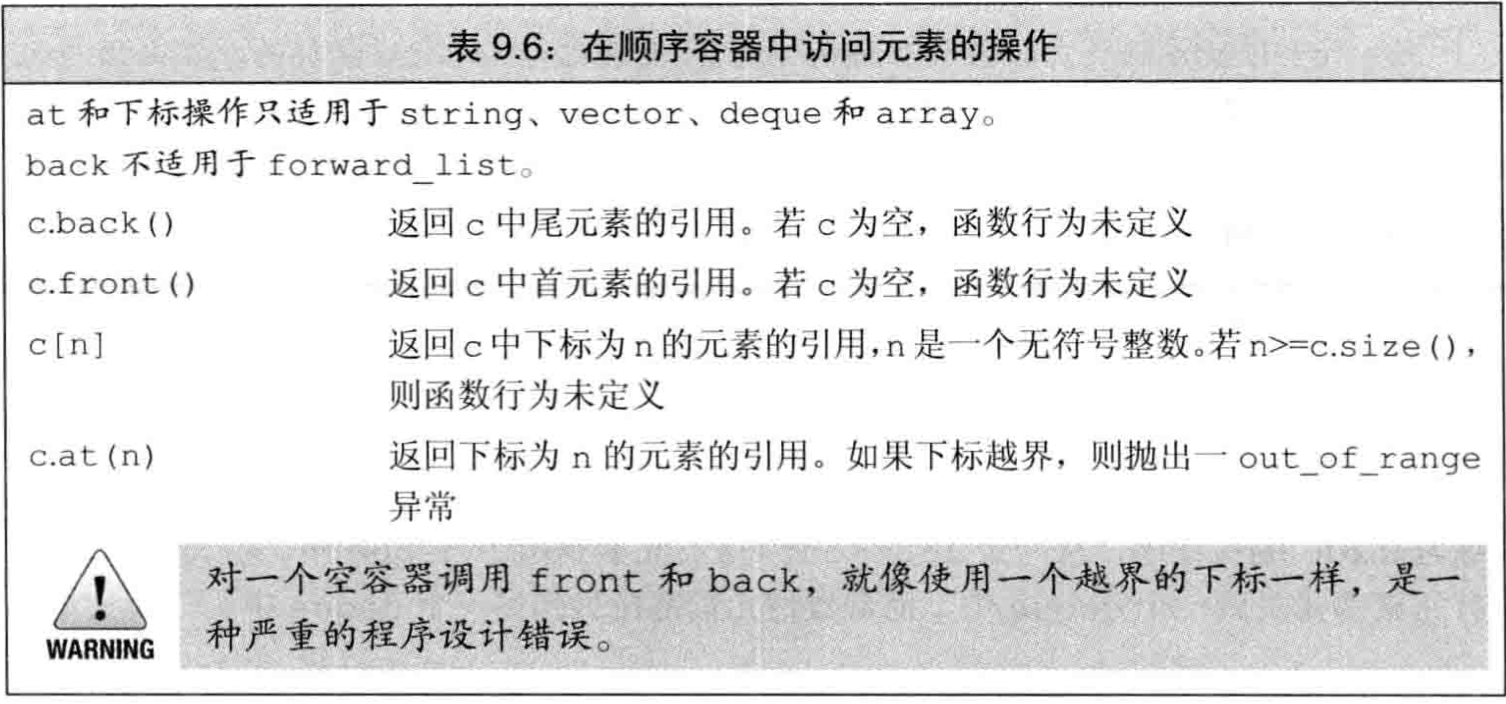 表 9.6：在顺序容器中访问元素的操作
at 和下标操作只适用于 string、vector、deque 和 array。
back 不适用于 forward_list。
c.back() 返回 c 中尾元素的引用。若 c 为空，函数行为未定义
c.front() 返回 c 中首元素的引用。若 c 为空，函数行为未定义
c[n] 返回 c 中下标为 n 的元素的引用，n 是一个无符号整数。若 n>=c.size()，
则函数行为未定义
c.at(n) 返回下标为 n 的元素的引用。如果下标越界，则抛出一 out_of_range
异常
对一个空容器调用 front 和 back，就像使用一个越界的下标一样，是一
种严重的程序设计错误。
!
WARNING